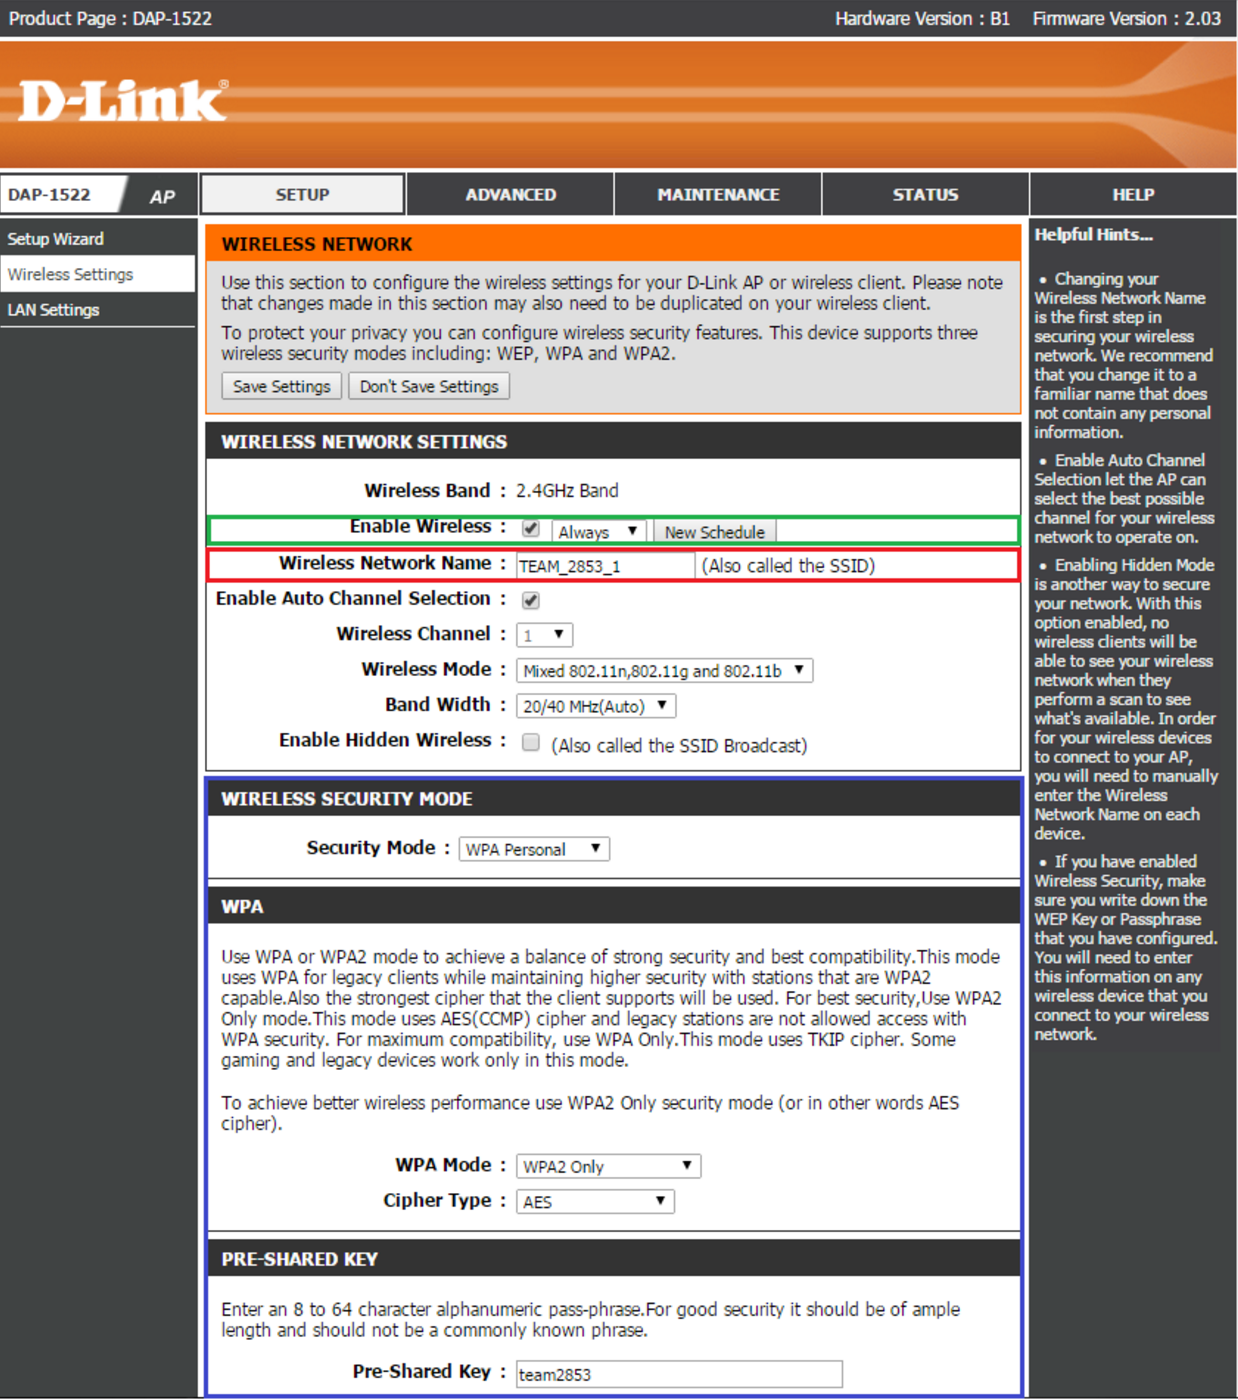 Product Page : DAP-1522
Hardware Version : B1 Firmware Version : 2.03
D-Link®
DAP-1522 AP SETUP ADVANCED MAINTENANCE STATUS HELP
Setup Wizard
Wireless Settings
LAN Settings
WIRELESS NETWORK
Use this section to configure the wireless settings for your D-Link AP or wireless client. Please note
that changes made in this section may also need to be duplicated on your wireless client.
To protect your privacy you can configure wireless security features. This device supports three
wireless security modes including: WEP, WPA and WPA2.
Save Settings Don't Save Settings
WIRELESS NETWORK SETTINGS
Wireless Band : 2.4GHz Band
Enable Wireless : Always New Schedule
Wireless Network Name : TEAM_2853_1 (Also called the SSID)
Enable Auto Channel Selection :
Wireless Channel : 1
Wireless Mode : Mixed 802.11n,802.11g and 802.11b
Band Width : 20/40 MHz(Auto)
Enable Hidden Wireless : (Also called the SSID Broadcast)
WIRELESS SECURITY MODE
Security Mode : WPA Personal
WPA
Use WPA or WPA2 mode to achieve a balance of strong security and best compatibility.This mode
uses WPA for legacy clients while maintaining higher security with stations that are WPA2
capable.Also the strongest cipher that the client supports will be used. For best security,Use WPA2
Only mode.This mode uses AES(CCMP) cipher and legacy stations are not allowed access with
WPA security. For maximum compatibility, use WPA Only.This mode uses TKIP cipher. Some
gaming and legacy devices work only in this mode.
To achieve better wireless performance use WPA2 Only security mode (or in other words AES
cipher).
WPA Mode : WPA2 Only
Cipher Type : AES
PRE-SHARED KEY
Enter an 8 to 64 character alphanumeric pass-phrase.For good security it should be of ample
length and should not be a commonly known phrase.
Pre-Shared Key : team2853
Helpful Hints...
• Changing your
Wireless Network Name
is the first step in
securing your wireless
network. We recommend
that you change it to a
familiar name that does
not contain any personal
information.
• Enable Auto Channel
Selection let the AP can
select the best possible
channel for your wireless
network to operate on.
• Enabling Hidden Mode
is another way to secure
your network. With this
option enabled, no
wireless clients will be
able to see your wireless
network when they
perform a scan to see
what's available. In order
for your wireless devices
to connect to your AP,
you will need to manually
enter the Wireless
Network Name on each
device.
• If you have enabled
Wireless Security, make
sure you write down the
WEP Key or Passphrase
that you have configured.
You will need to enter
this information on any
wireless device that you
connect to your wireless
network.